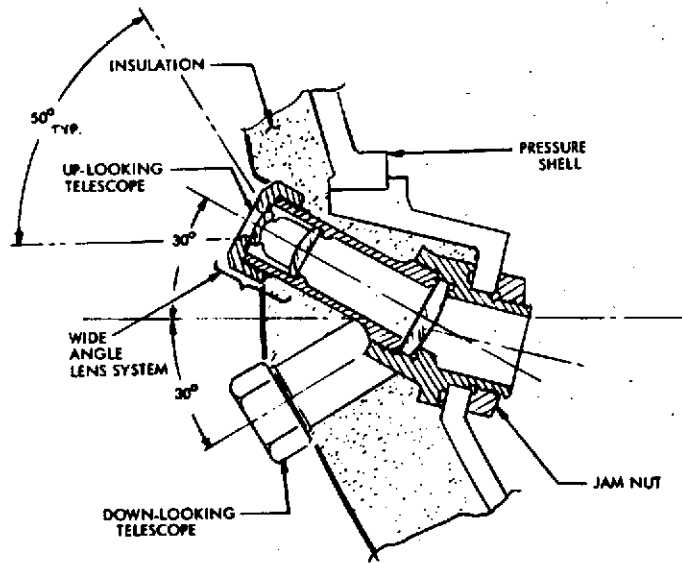 INSULATION
50°
TYP.
PRESSURE
SHELL
UP-LOOKING
TELESCOPE
30°
WIDE
ANGLE
LENS SYSTEM
30°
JAM NUT
DOWN-LOOKING
TELESCOPE